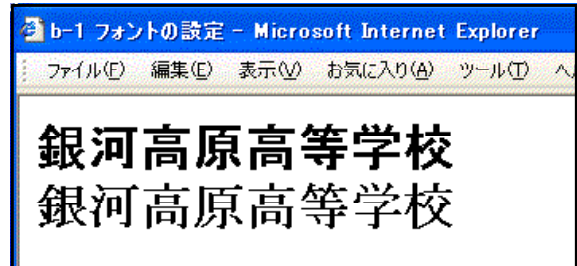 b-1 フォントの設定 - Microsoft Internet Explorer
ファイル(F) 編集(E) 表示(V) お気に入り(A) ツール(T)
銀河高原高等学校
銀河高原高等学校